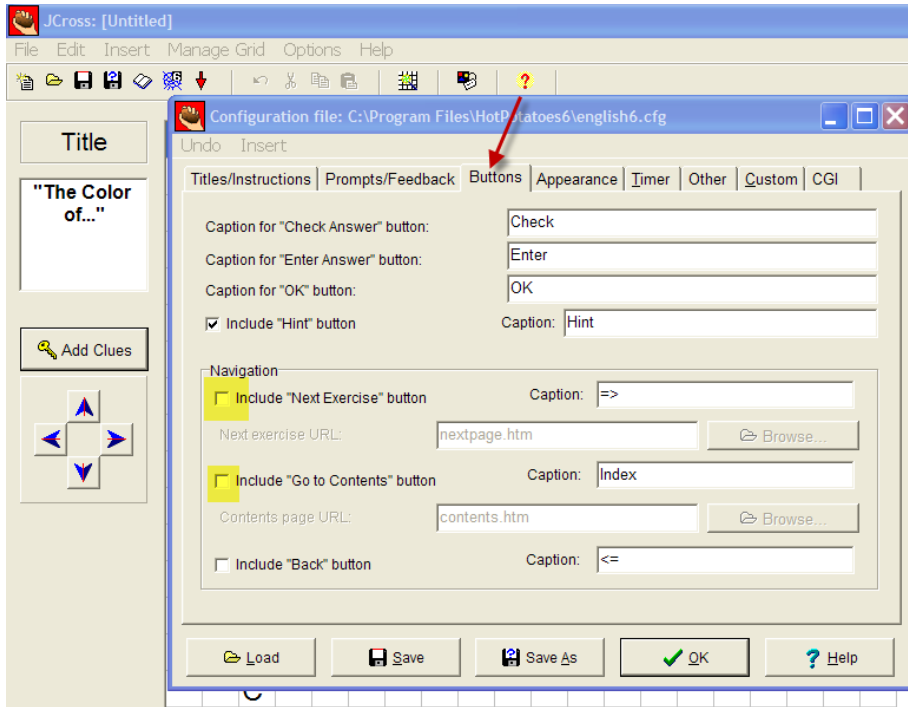 JCross: [Untitled]
File Edit Insert Manage Grid Options Help
Configuration file: C:\Program Files\HotPotatoes6\english6.cfg
Undo Insert
Title
"The Color
of..."
Add Clues
Titles/Instructions Prompts/Feedback Buttons Appearance Timer Other Custom CGI
Caption for "Check Answer" button: Check
Caption for "Enter Answer" button: Enter
Caption for "OK" button: OK
Include "Hint" button Caption: Hint
Navigation
Include "Next Exercise" button Caption: =>
Next exercise URL: nextpage.htm Browse...
Include "Go to Contents" button Caption: Index
Contents page URL: contents.htm Browse...
Include "Back" button Caption: <=
Load Save Save As OK ? Help